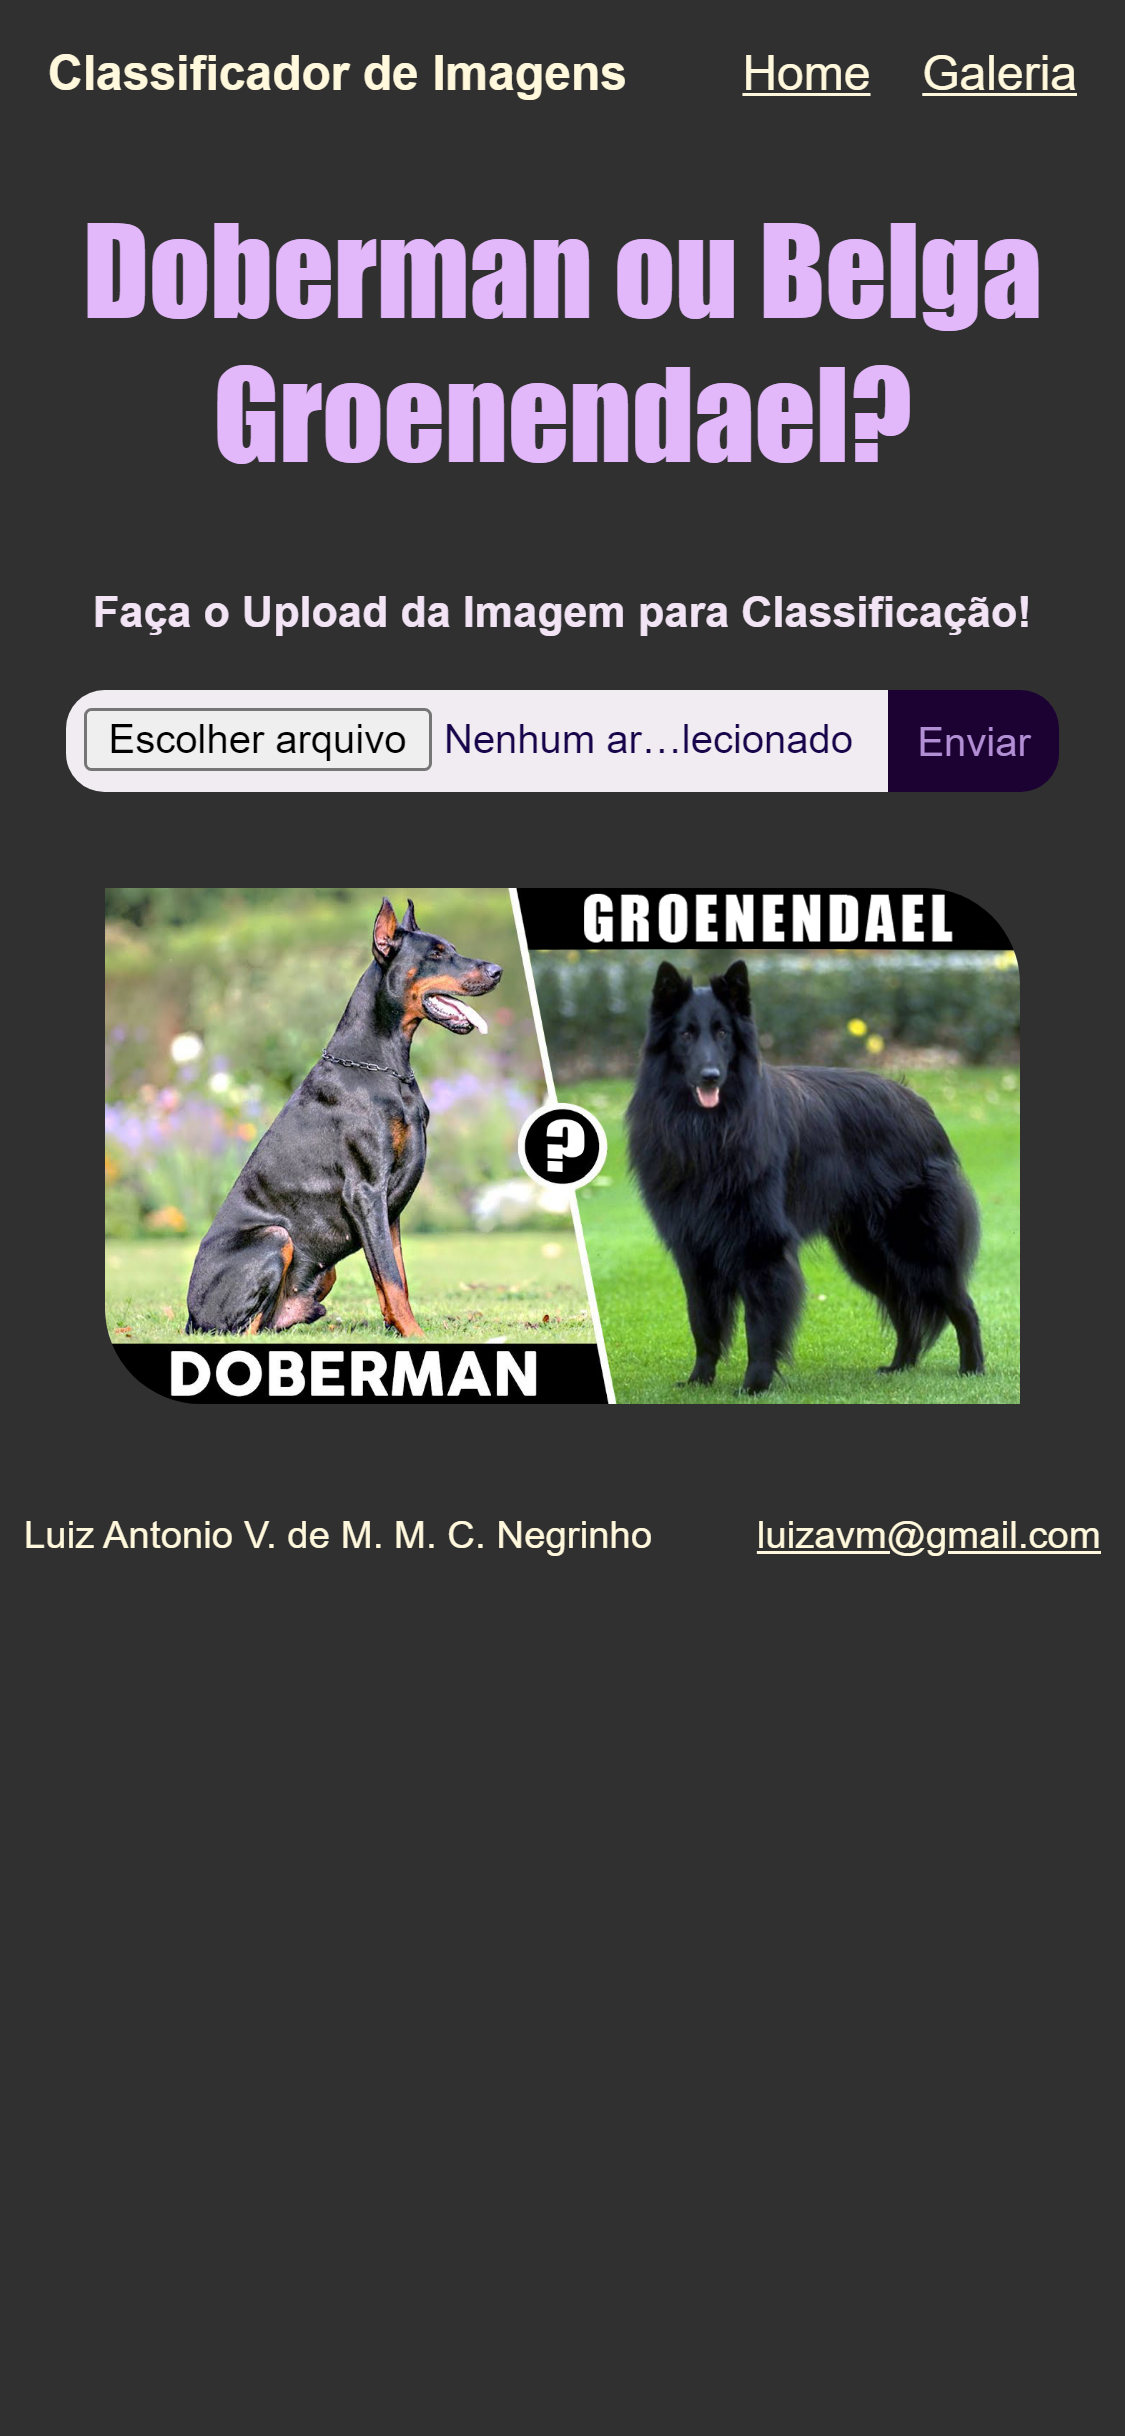 Classificador de Imagens Home Galeria
Doberman ou Belga
Groenendael?
Faça o Upload da Imagem para Classificação!
Escolher arquivo Nenhum ar…lecionado Enviar
GROENENDAEL
?
DOBERMAN
Luiz Antonio V. de M. M. C. Negrinho luizavm@gmail.com